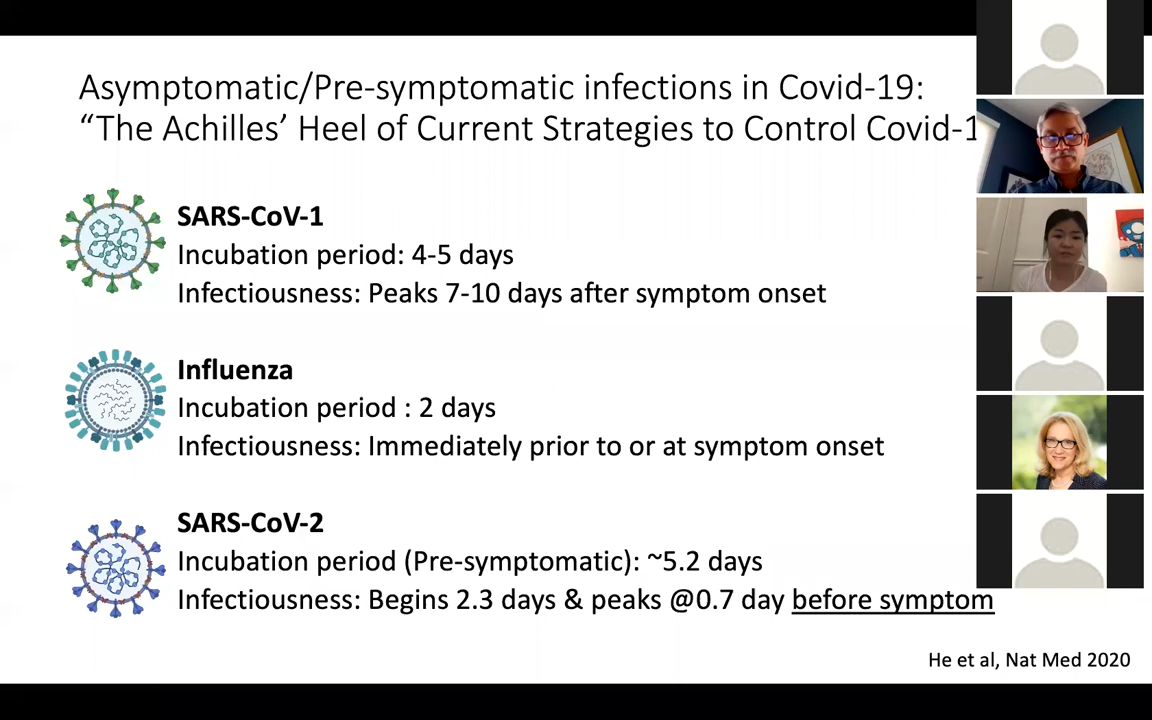 Asymptomatic/Pre-symptomatic infections in Covid-19:
“The Achilles’ Heel of Current Strategies to Control Covid-1
SARS-CoV-1
Incubation period: 4-5 days
Infectiousness: Peaks 7-10 days after symptom onset
Influenza
Incubation period : 2 days
Infectiousness: Immediately prior to or at symptom onset
SARS-CoV-2
Incubation period (Pre-symptomatic): ~5.2 days
Infectiousness: Begins 2.3 days & peaks @0.7 day before symptom
He et al, Nat Med 2020